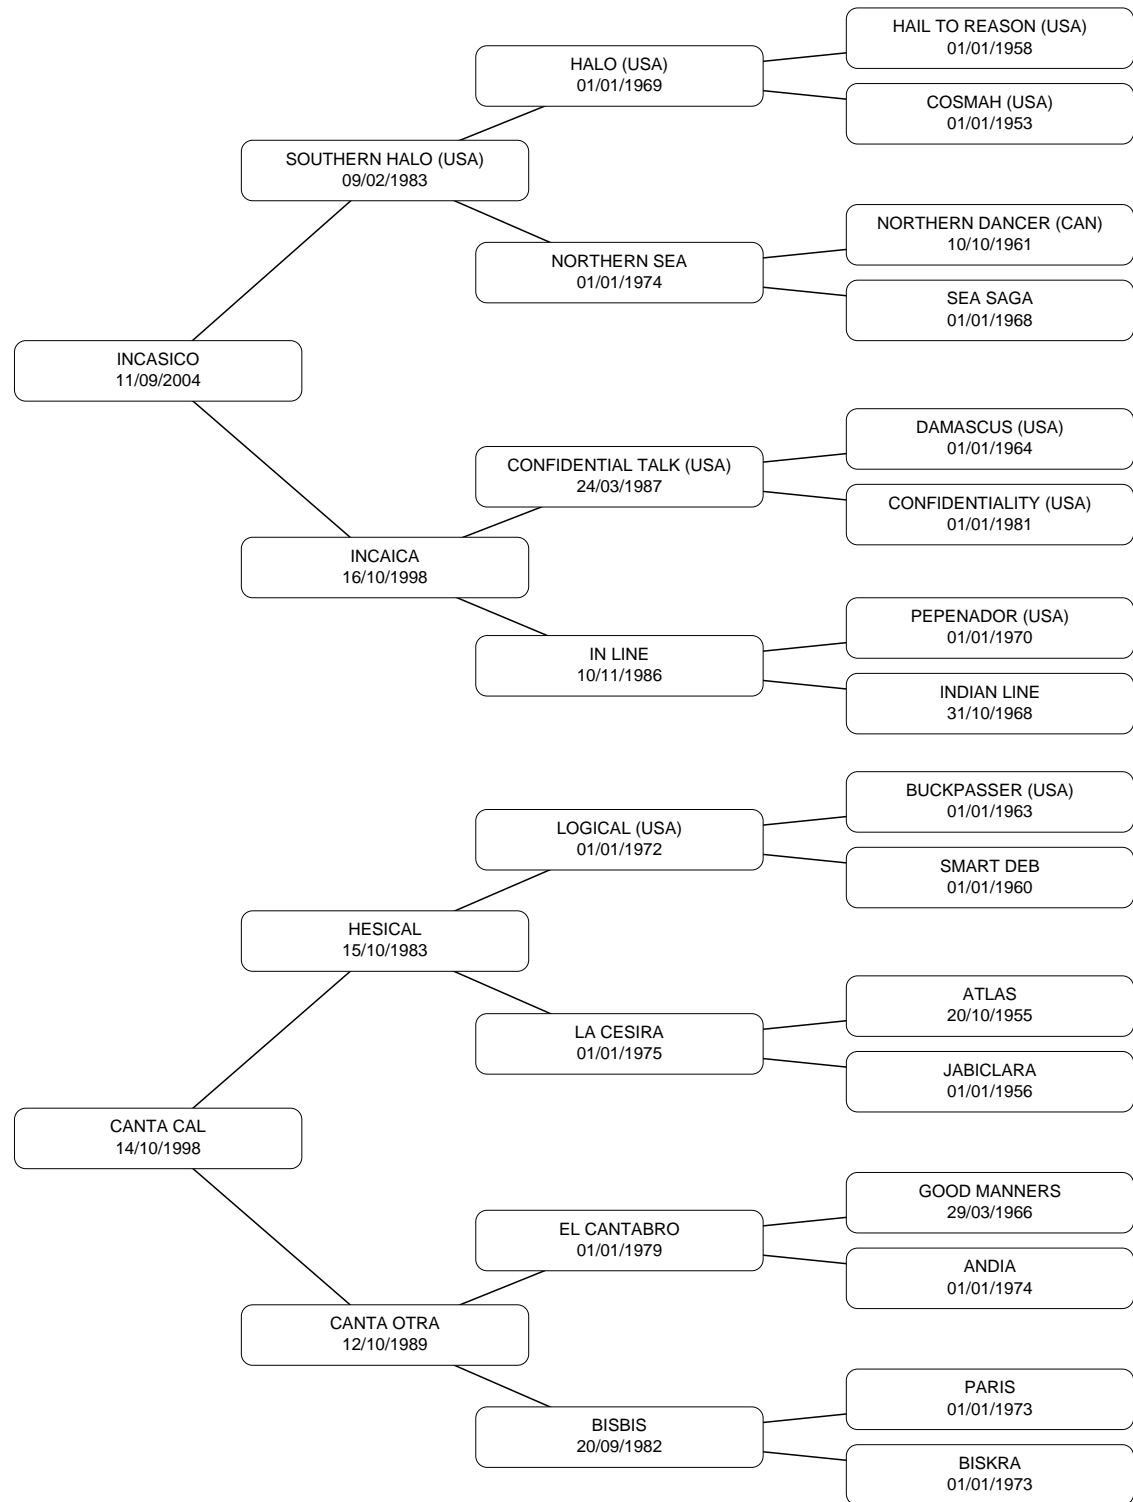 HAIL TO REASON (USA)
01/01/1958
HALO (USA)
01/01/1969
COSMAH (USA)
01/01/1953
SOUTHERN HALO (USA)
09/02/1983
NORTHERN DANCER (CAN)
10/10/1961
NORTHERN SEA
01/01/1974
SEA SAGA
01/01/1968
INCASICO
11/09/2004
DAMASCUS (USA)
01/01/1964
CONFIDENTIAL TALK (USA)
24/03/1987
CONFIDENTIALITY (USA)
01/01/1981
INCAICA
16/10/1998
PEPENADOR (USA)
01/01/1970
IN LINE
10/11/1986
INDIAN LINE
31/10/1968
BUCKPASSER (USA)
01/01/1963
LOGICAL (USA)
01/01/1972
SMART DEB
01/01/1960
HESICAL
15/10/1983
ATLAS
20/10/1955
LA CESIRA
01/01/1975
JABICLARA
01/01/1956
CANTA CAL
14/10/1998
GOOD MANNERS
29/03/1966
EL CANTABRO
01/01/1979
ANDIA
01/01/1974
CANTA OTRA
12/10/1989
PARIS
01/01/1973
BISBIS
20/09/1982
BISKRA
01/01/1973